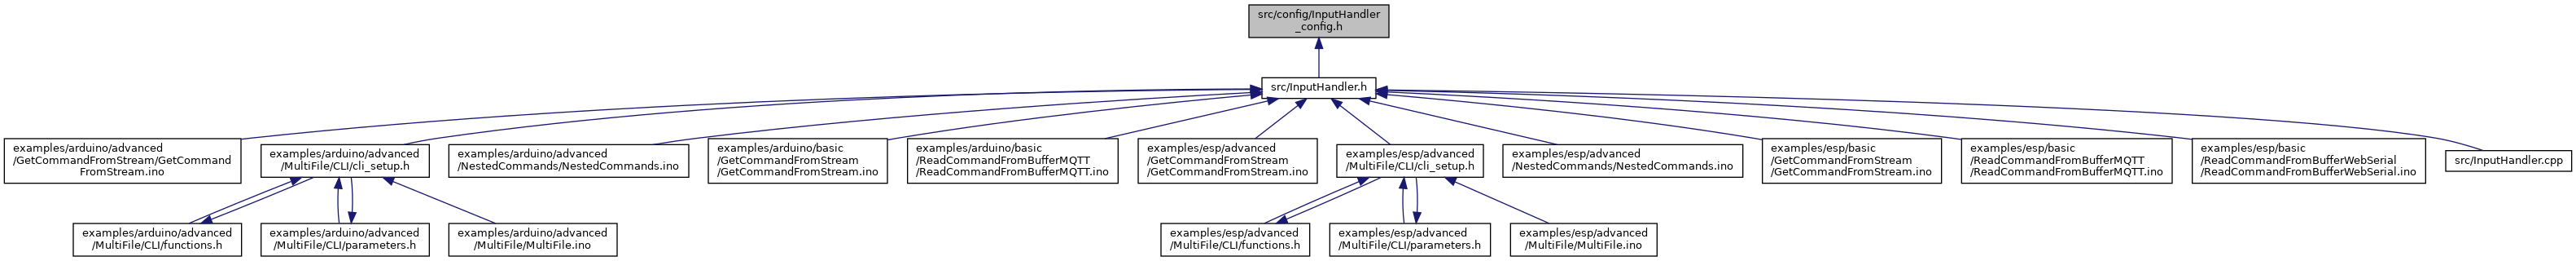 src/config/InputHandler
_config.h
src/InputHandler.h
examples/arduino/advanced
/GetCommandFromStream/GetCommand
FromStream.ino
examples/arduino/advanced
/MultiFile/CLI/cli_setup.h
examples/arduino/advanced
/NestedCommands/NestedCommands.ino
examples/arduino/basic
/GetCommandFromStream
/GetCommandFromStream.ino
examples/arduino/basic
/ReadCommandFromBufferMQTT
/ReadCommandFromBufferMQTT.ino
examples/esp/advanced
/GetCommandFromStream
/GetCommandFromStream.ino
examples/esp/advanced
/MultiFile/CLI/cli_setup.h
examples/esp/advanced
/NestedCommands/NestedCommands.ino
examples/esp/basic
/GetCommandFromStream
/GetCommandFromStream.ino
examples/esp/basic
/ReadCommandFromBufferMQTT
/ReadCommandFromBufferMQTT.ino
examples/esp/basic
/ReadCommandFromBufferWebSerial
/ReadCommandFromBufferWebSerial.ino
src/InputHandler.cpp
examples/arduino/advanced
/MultiFile/CLI/functions.h
examples/arduino/advanced
/MultiFile/CLI/parameters.h
examples/arduino/advanced
/MultiFile/MultiFile.ino
examples/esp/advanced
/MultiFile/CLI/functions.h
examples/esp/advanced
/MultiFile/CLI/parameters.h
examples/esp/advanced
/MultiFile/MultiFile.ino